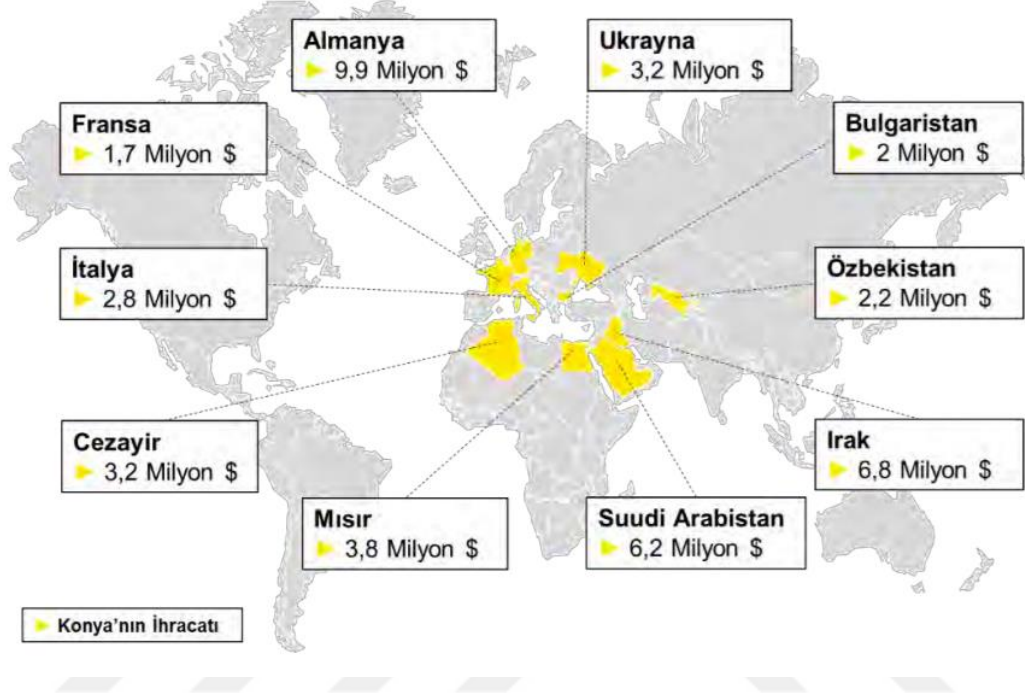 Almanya
9,9 Milyon $
Ukrayna
3,2 Milyon $
Fransa
1,7 Milyon $
Bulgaristan
2 Milyon $
İtalya
2,8 Milyon $
Özbekistan
2,2 Milyon $
Cezayir
3,2 Milyon $
Irak
6,8 Milyon $
Mısır
3,8 Milyon $
Suudi Arabistan
6,2 Milyon $
Konya'nın İhracatı